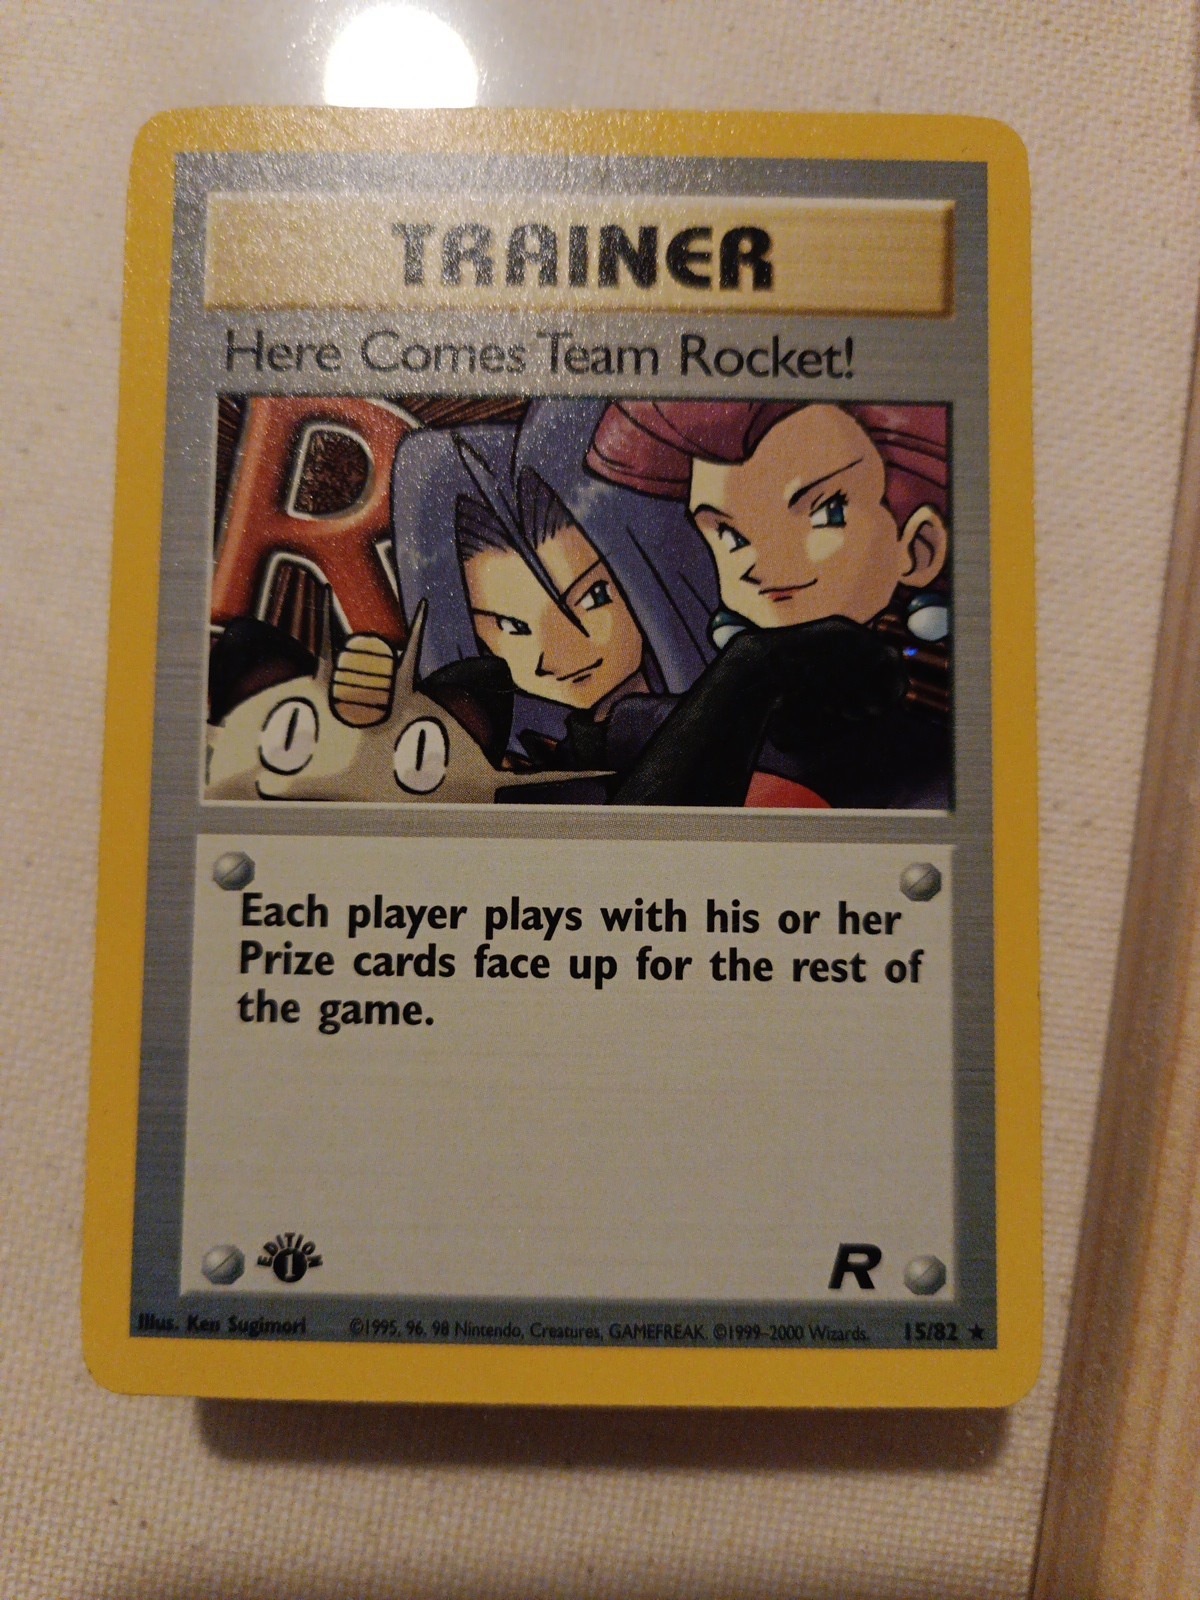 TRAINER
Here Comes Team Rocket!
R
Each player plays with his or her
Prize cards face up for the rest of
the game.
EDITION
1
R
Illus. Ken Sugimori ©1995, 96, 98 Nintendo, Creatures, GAMEFREAK. ©1999–2000 Wizards. 15/82 ★